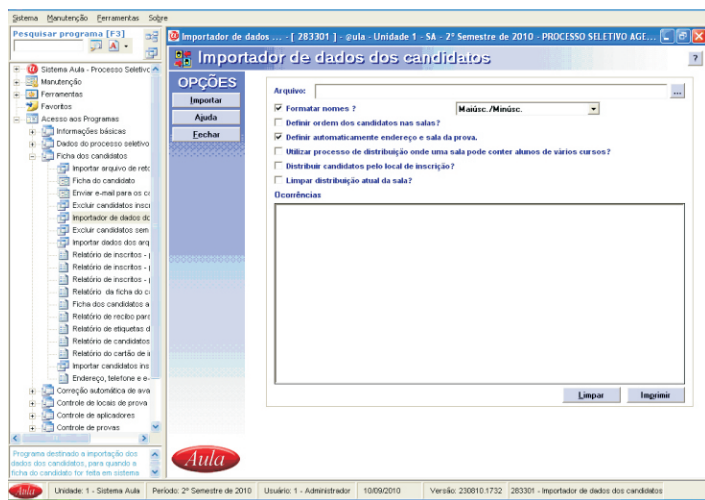 Sistema Manutenção Ferramentas Sobre
Pesquisar programa [F3]
Sistema Aula - Processo Seletivo
Manutenção
Ferramentas
Favoritos
Acesso aos Programas
Informações básicas
Dados do processo seletivo
Ficha dos candidatos
Importar arquivo de reto
Ficha do candidato
Enviar e-mail para os ca
Excluir candidatos inscr
Importador de dados do
Excluir candidatos sem
Importar dados dos arq
Relatório de inscritos -
Relatório de inscritos -
Relatório de inscritos -
Relatório da ficha do c
Ficha dos candidatos a
Relatório de recibo para
Relatório de etiquetas d
Relatório de candidatos
Relatório do cartão de i
Importar candidatos ins
Endereço, telefone e e-
Correção automática de ava
Controle de locais de prova
Controle de aplicadores
Controle de provas
Programa destinado a importação dos
dados dos candidatos, para quando a
ficha do candidato for feita em sistema
Importador de dados ... - [ 283301 ] - @ula - Unidade 1 - SA - 2º Semestre de 2010 - PROCESSO SELETIVO AGE...
Importador de dados dos candidatos
?
OPÇÕES
Importar
Ajuda
Fechar
Arquivo:
...
Formatar nomes ? Maiúsc./Minúsc.
Definir ordem dos candidatos nas salas?
Definir automaticamente endereço e sala da prova.
Utilizar processo de distribuição onde uma sala pode conter alunos de vários cursos?
Distribuir candidatos pelo local de inscrição?
Limpar distribuição atual da sala?
Ocorrências
Limpar Imprimir
Aula
Aula Unidade: 1 - Sistema Aula Período: 2º Semestre de 2010 Usuário: 1 - Administrador 10/09/2010 Versão: 230810.1732 283301 - Importador de dados dos candidatos